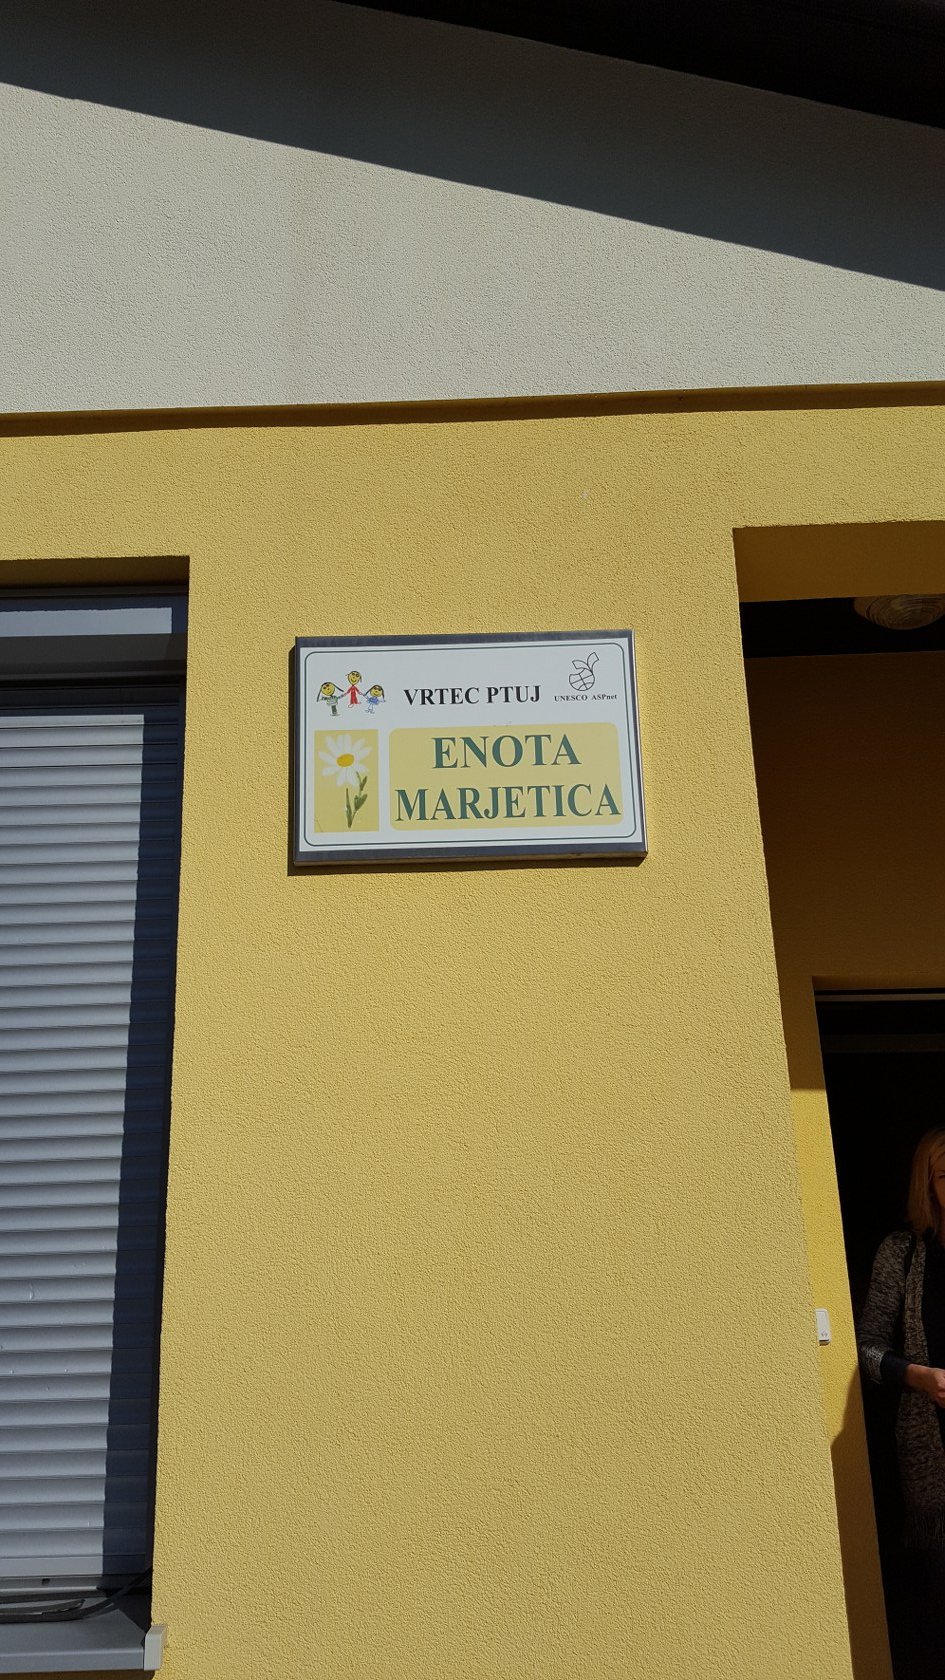 VRTEC PTUJ
UNESCO ASPnet
ENOTA
MARJETICA